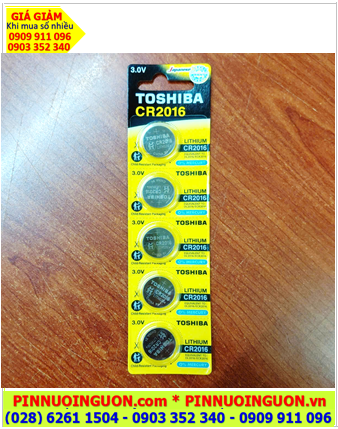 GIÁ GIẢM
Khi mua số nhiều
0909 911 096
0903 352 340
3.0V
TOSHIBA
CR2016
LITHIUM
CR2016
3.0V
TOSHIBA
LITHIUM
CR2016
3.0V
TOSHIBA
LITHIUM
CR2016
3.0V
TOSHIBA
LITHIUM
CR2016
3.0V
TOSHIBA
LITHIUM
CR2016
PINNUOINGUON.com * PINNUOINGUON.vn
(028) 6261 1504 - 0903 352 340 - 0909 911 096